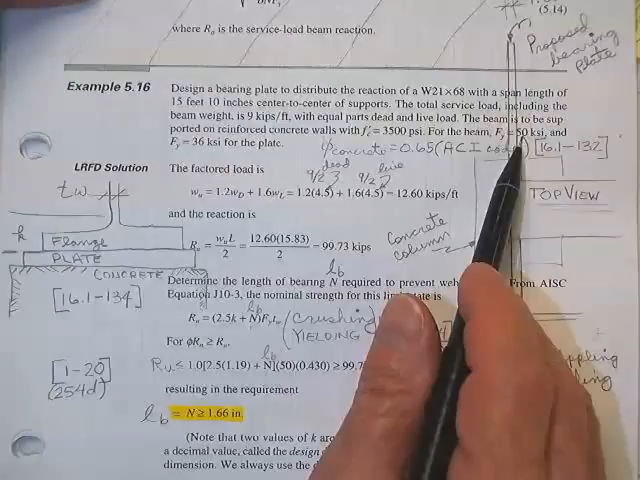 (5.14)
where Rₐ is the service-load beam reaction.
Proposed
bearing
Plate
Example 5.16
Design a bearing plate to distribute the reaction of a W21×68 with a span length of
15 feet 10 inches center-to-center of supports. The total service load, including the
beam weight, is 9 kips/ft, with equal parts dead and live load. The beam is to be sup
ported on reinforced concrete walls with f′c = 3500 psi. For the beam, Fy = 50 ksi, and
Fy = 36 ksi for the plate.
φconcrete = 0.65 (ACI code) [16.1-132]
LRFD Solution
The factored load is
dead
live
9/2
9/2
wu = 1.2wD + 1.6wL = 1.2(4.5) + 1.6(4.5) = 12.60 kips/ft
TOP VIEW
tw
and the reaction is
k
Flange
PLATE
CONCRETE
Ru = wuL/2 = 12.60(15.83)/2 = 99.73 kips
Concrete
column
lb
Determine the length of bearing N required to prevent web From AISC
Equation J10-3, the nominal strength for this limit state is
[16.1-134]
lb
Rn = (2.5k + N)Fytw
(Crushing
YIELDING)
For φRn ≥ Ru,
lb
[1-20]
(254d)
Ru ≤ 1.0[2.5(1.19) + N](50)(0.430) ≥ 99.7
resulting in the requirement
lb = N ≥ 1.66 in.
(Note that two values of k are
a decimal value, called the design
dimension. We always use the